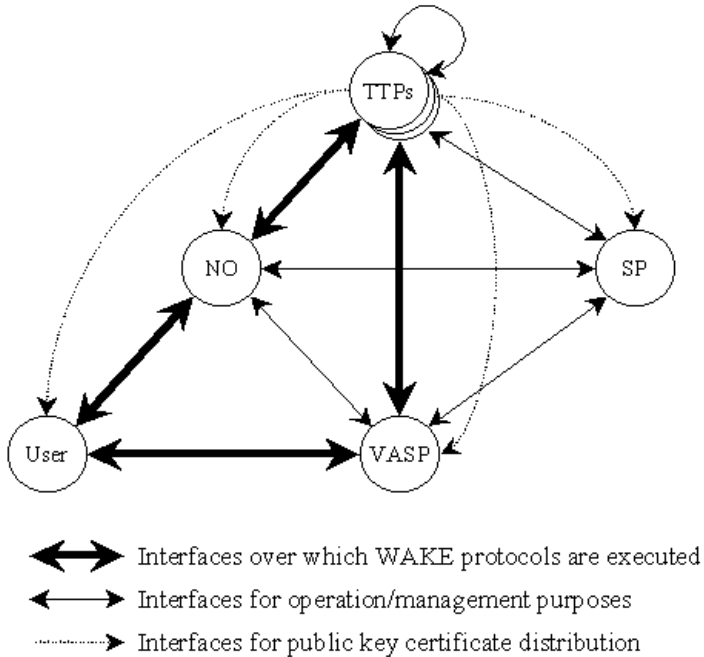 TTPs
NO
SP
User
VASP
Interfaces over which WAKE protocols are executed
Interfaces for operation/management purposes
Interfaces for public key certificate distribution